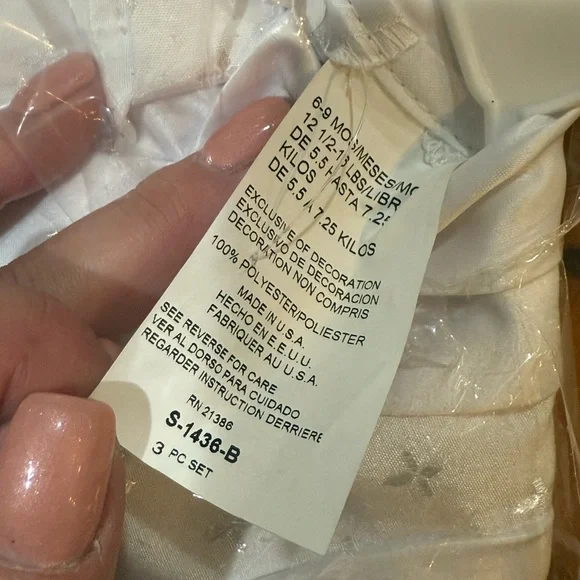 6-9 MOS/MESES/MO
12 1/2-16 LBS/LIBR
DE 5.5 HASTA 7.25
KILOS
DE 5.5 A 7.25 KILOS
EXCLUSIVE OF DECORATION
EXCLUSIVO DE DECORACION
DECORATION NON COMPRIS
100% POLYESTER/POLIESTER
MADE IN U.S.A.
HECHO EN E.E.U.U.
FABRIQUER AU U.S.A.
SEE REVERSE FOR CARE
VER AL DORSO PARA CUIDADO
REGARDER INSTRUCTION DERRIERE
RN 21386
S-1436-B
3 PC SET